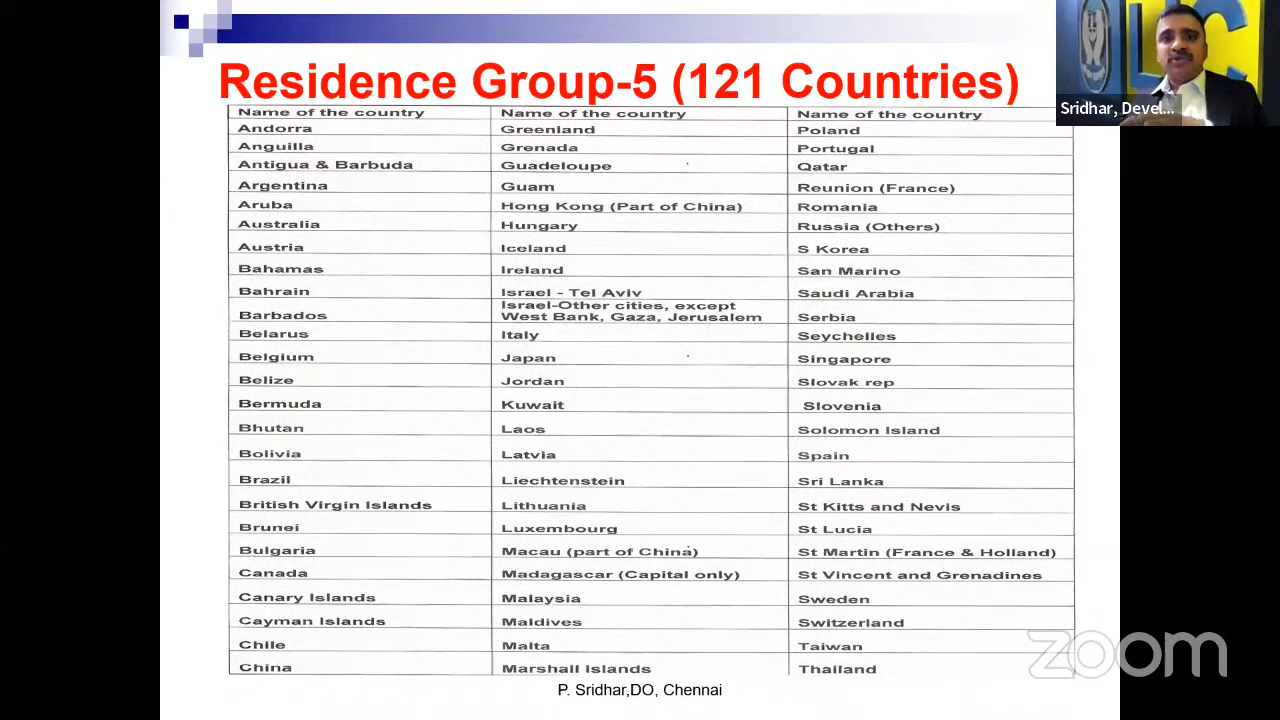 Residence Group-5 (121 Countries)
Sridhar, Devel...
Name of the country Name of the country Name of the country
Andorra Greenland Poland
Anguilla Grenada Portugal
Antigua & Barbuda Guadeloupe Qatar
Argentina Guam Reunion (France)
Aruba Hong Kong (Part of China) Romania
Australia Hungary Russia (Others)
Austria Iceland S Korea
Bahamas Ireland San Marino
Bahrain Israel - Tel Aviv Saudi Arabia
Barbados Israel-Other cities, except
West Bank, Gaza, Jerusalem Serbia
Belarus Italy Seychelles
Belgium Japan Singapore
Belize Jordan Slovak rep
Bermuda Kuwait Slovenia
Bhutan Laos Solomon Island
Bolivia Latvia Spain
Brazil Liechtenstein Sri Lanka
British Virgin Islands Lithuania St Kitts and Nevis
Brunei Luxembourg St Lucia
Bulgaria Macau (part of China) St Martin (France & Holland)
Canada Madagascar (Capital only) St Vincent and Grenadines
Canary Islands Malaysia Sweden
Cayman Islands Maldives Switzerland
Chile Malta Taiwan
China Marshall Islands Thailand
zoom
P. Sridhar,DO, Chennai